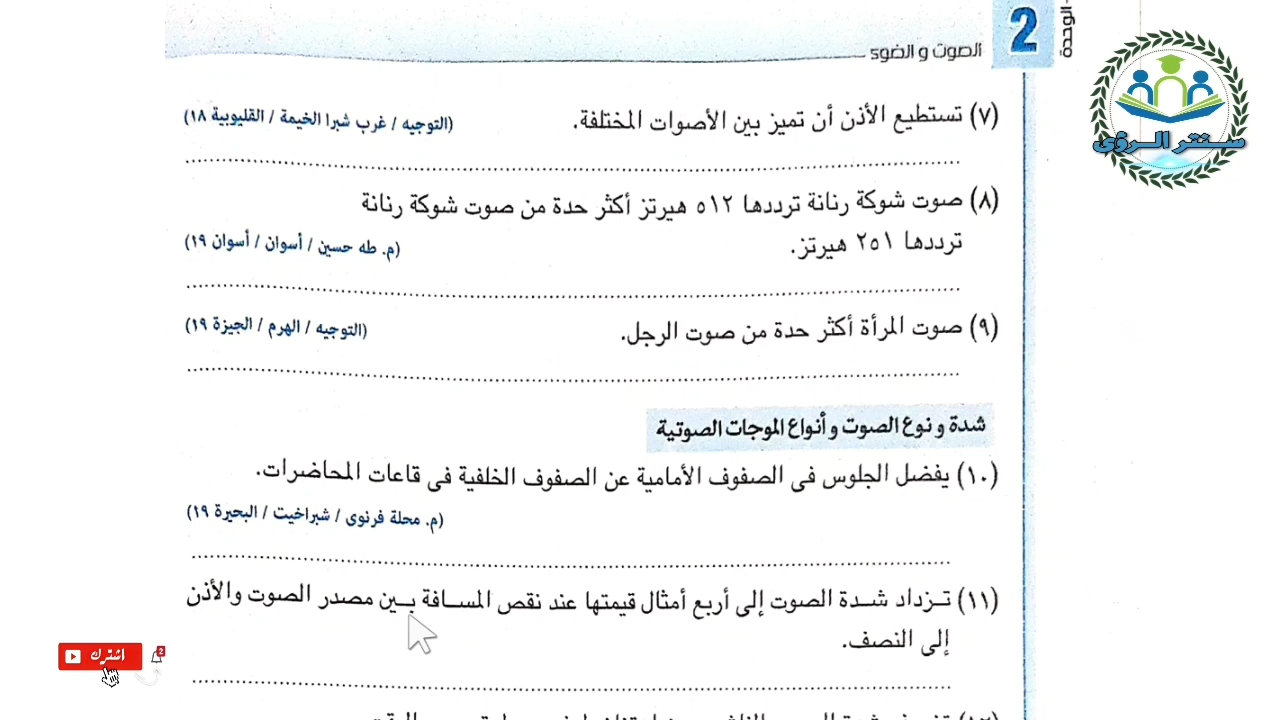 الوحدة
2
الصوت و الضوء
سنتر الرؤى
(٧) تستطيع الأذن أن تميز بين الأصوات المختلفة.
(التوجيه / غرب شبرا الخيمة / القليوبية ١٨)
(٨) صوت شوكة رنانة ترددها ٥١٢ هيرتز أكثر حدة من صوت شوكة رنانة
ترددها ٢٥١ هيرتز.
(م. طه حسين / أسوان / أسوان ١٩)
(٩) صوت المرأة أكثر حدة من صوت الرجل.
(التوجيه / الهرم / الجيزة ١٩)
شدة و نوع الصوت و أنواع الموجات الصوتية
(١٠) يفضل الجلوس فى الصفوف الأمامية عن الصفوف الخلفية فى قاعات المحاضرات.
(م. محلة فرنوى / شبراخيت / البحيرة ١٩)
(١١) تـزداد شـدة الصوت إلى أربع أمثال قيمتها عند نقص المسـافة بـين مصدر الصوت والأذن
إلى النصف.
اشترك
2